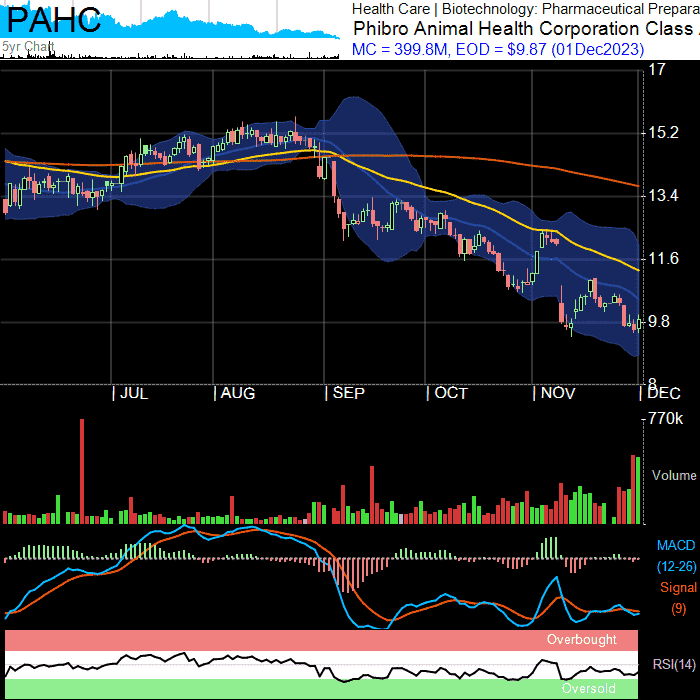 PAHC
5yr Chart
Health Care | Biotechnology: Pharmaceutical Prepara
Phibro Animal Health Corporation Class
MC = 399.8M, EOD = $9.87 (01Dec2023)
17
15.2
13.4
11.6
9.8
8
JUL AUG SEP OCT NOV DEC
770k
Volume
MACD
(12-26)
Signal
(9)
Overbought
RSI(14)
Oversold